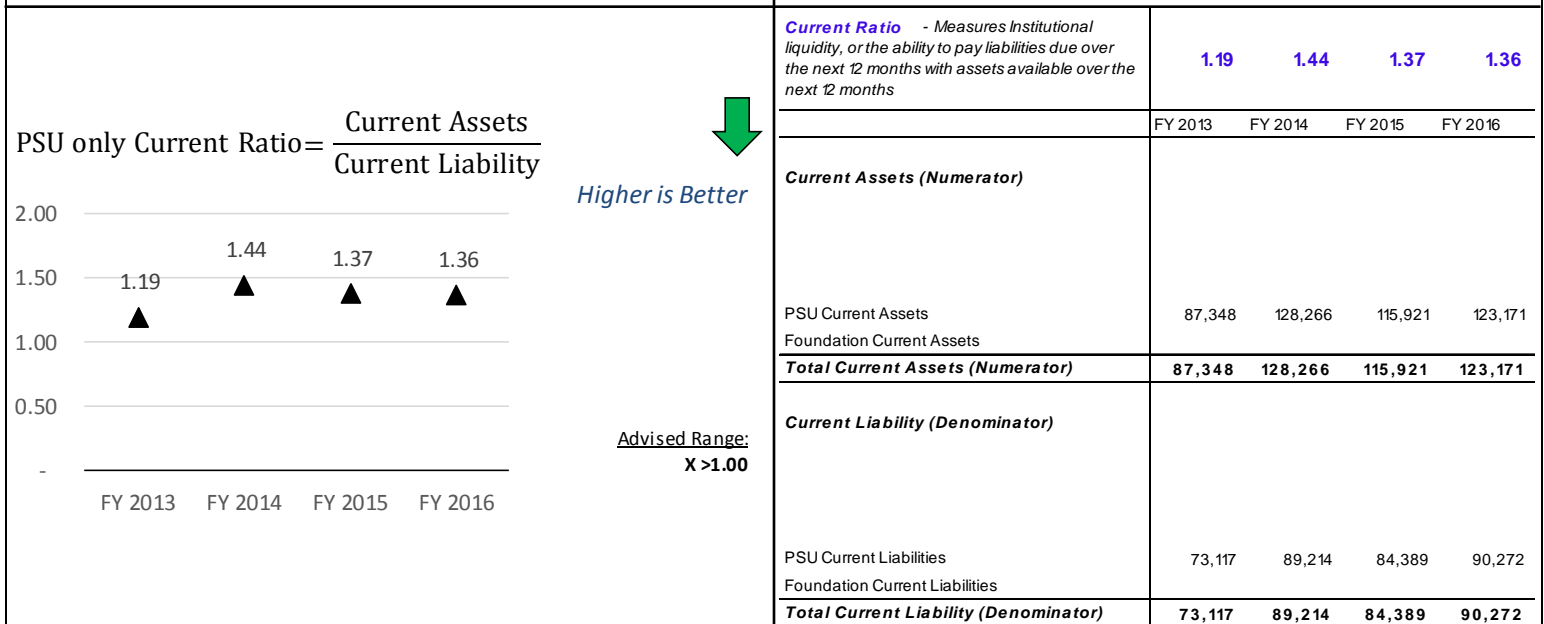 PSU only Current Ratio= Current Assets
Current Liability
Higher is Better
2.00
1.50
1.00
0.50
-
1.19
1.44
1.37
1.36
FY 2013 FY 2014 FY 2015 FY 2016
Advised Range:
X >1.00
Current Ratio - Measures Institutional
liquidity, or the ability to pay liabilities due over
the next 12 months with assets available over the
next 12 months
1.19 1.44 1.37 1.36
FY 2013 FY 2014 FY 2015 FY 2016
Current Assets (Numerator)
PSU Current Assets 87,348 128,266 115,921 123,171
Foundation Current Assets
Total Current Assets (Numerator) 87,348 128,266 115,921 123,171
Current Liability (Denominator)
PSU Current Liabilities 73,117 89,214 84,389 90,272
Foundation Current Liabilities
Total Current Liability (Denominator) 73,117 89,214 84,389 90,272